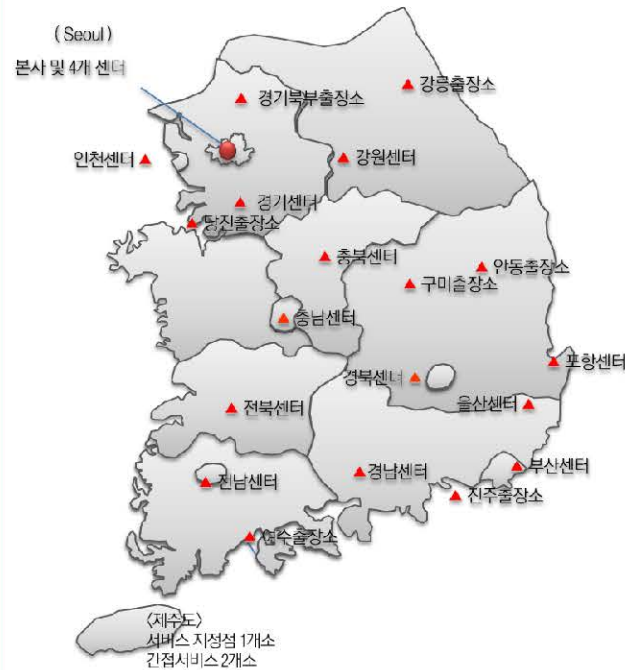 (Seoul)
본사 및 4개 센터
경기북부출장소
강릉출장소
인천센터
강원센터
경기센터
당진출장소
충북센터
안동출장소
구미출장소
충남센터
포항센터
경북센터
울산센터
전북센터
경남센터
부산센터
전남센터
진주출장소
여수출장소
〈제주도〉
서비스 지정점 1개소
간접서비스 2개소